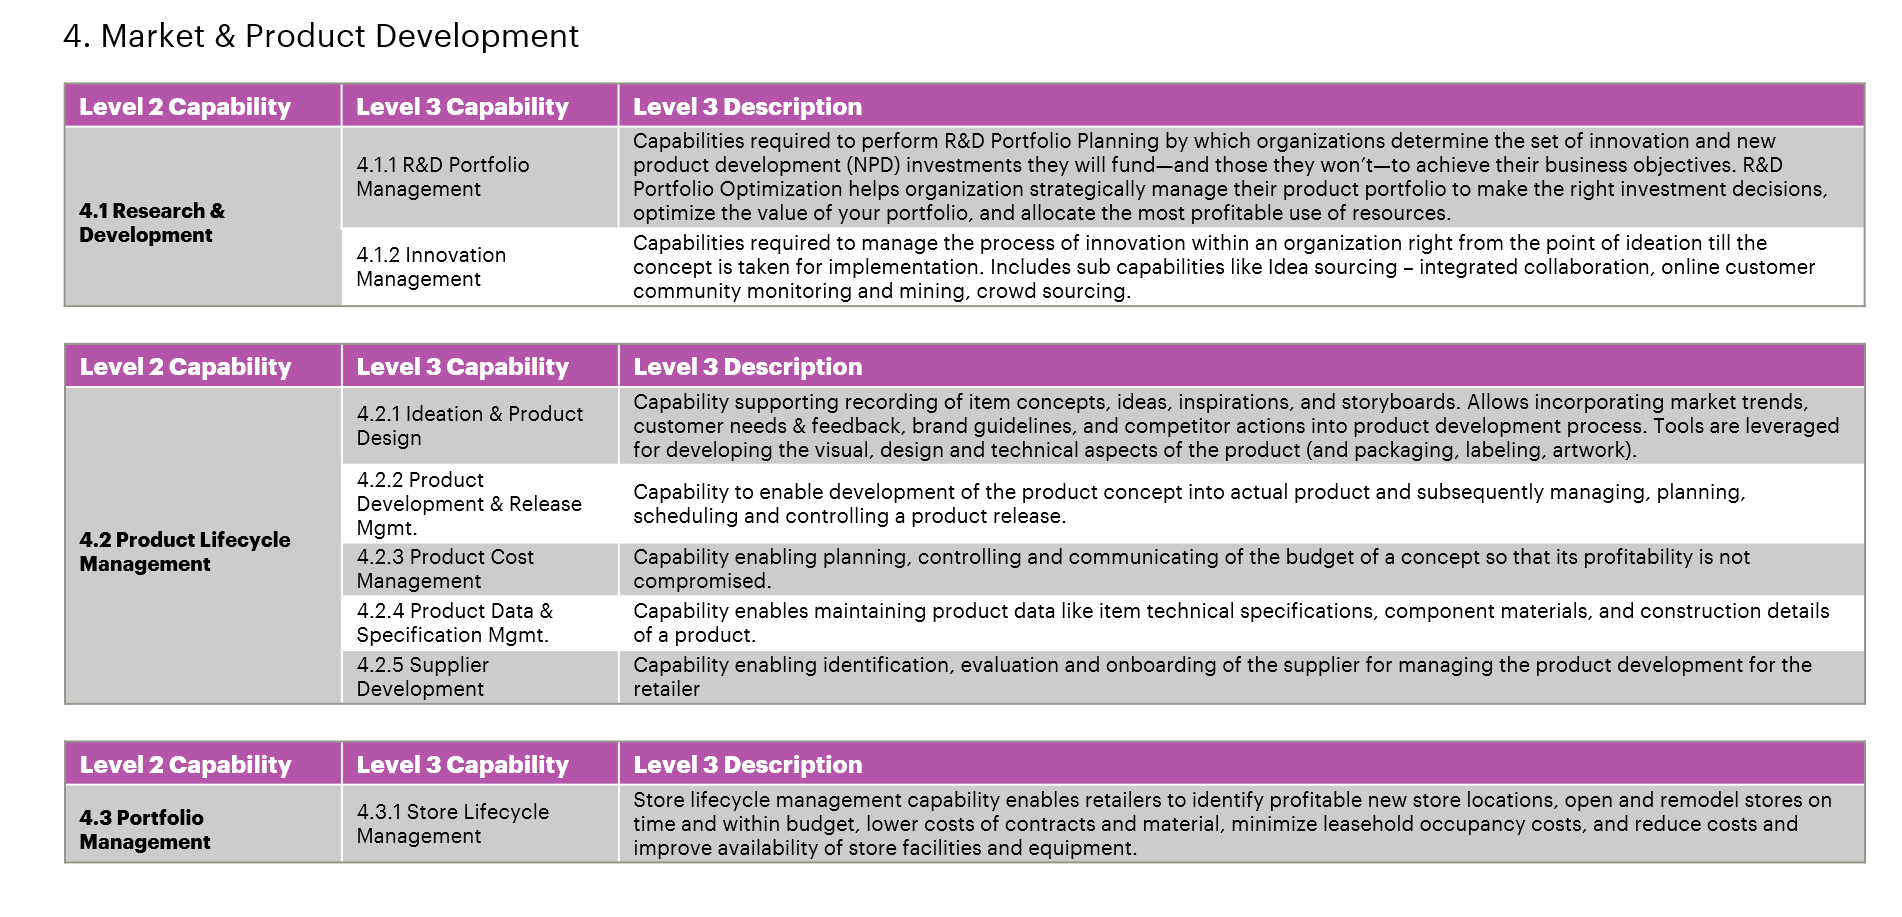 4. Market & Product Development
Level 2 Capability
Level 3 Capability
Level 3 Description
4.1 Research &
Development
4.1.1 R&D Portfolio
Management
Capabilities required to perform R&D Portfolio Planning by which organizations determine the set of innovation and new
product development (NPD) investments they will fund—and those they won’t—to achieve their business objectives. R&D
Portfolio Optimization helps organization strategically manage their product portfolio to make the right investment decisions,
optimize the value of your portfolio, and allocate the most profitable use of resources.
4.1.2 Innovation
Management
Capabilities required to manage the process of innovation within an organization right from the point of ideation till the
concept is taken for implementation. Includes sub capabilities like Idea sourcing – integrated collaboration, online customer
community monitoring and mining, crowd sourcing.
Level 2 Capability
Level 3 Capability
Level 3 Description
4.2 Product Lifecycle
Management
4.2.1 Ideation & Product
Design
Capability supporting recording of item concepts, ideas, inspirations, and storyboards. Allows incorporating market trends,
customer needs & feedback, brand guidelines, and competitor actions into product development process. Tools are leveraged
for developing the visual, design and technical aspects of the product (and packaging, labeling, artwork).
4.2.2 Product
Development & Release
Mgmt.
Capability to enable development of the product concept into actual product and subsequently managing, planning,
scheduling and controlling a product release.
4.2.3 Product Cost
Management
Capability enabling planning, controlling and communicating of the budget of a concept so that its profitability is not
compromised.
4.2.4 Product Data &
Specification Mgmt.
Capability enables maintaining product data like item technical specifications, component materials, and construction details
of a product.
4.2.5 Supplier
Development
Capability enabling identification, evaluation and onboarding of the supplier for managing the product development for the
retailer
Level 2 Capability
Level 3 Capability
Level 3 Description
4.3 Portfolio
Management
4.3.1 Store Lifecycle
Management
Store lifecycle management capability enables retailers to identify profitable new store locations, open and remodel stores on
time and within budget, lower costs of contracts and material, minimize leasehold occupancy costs, and reduce costs and
improve availability of store facilities and equipment.